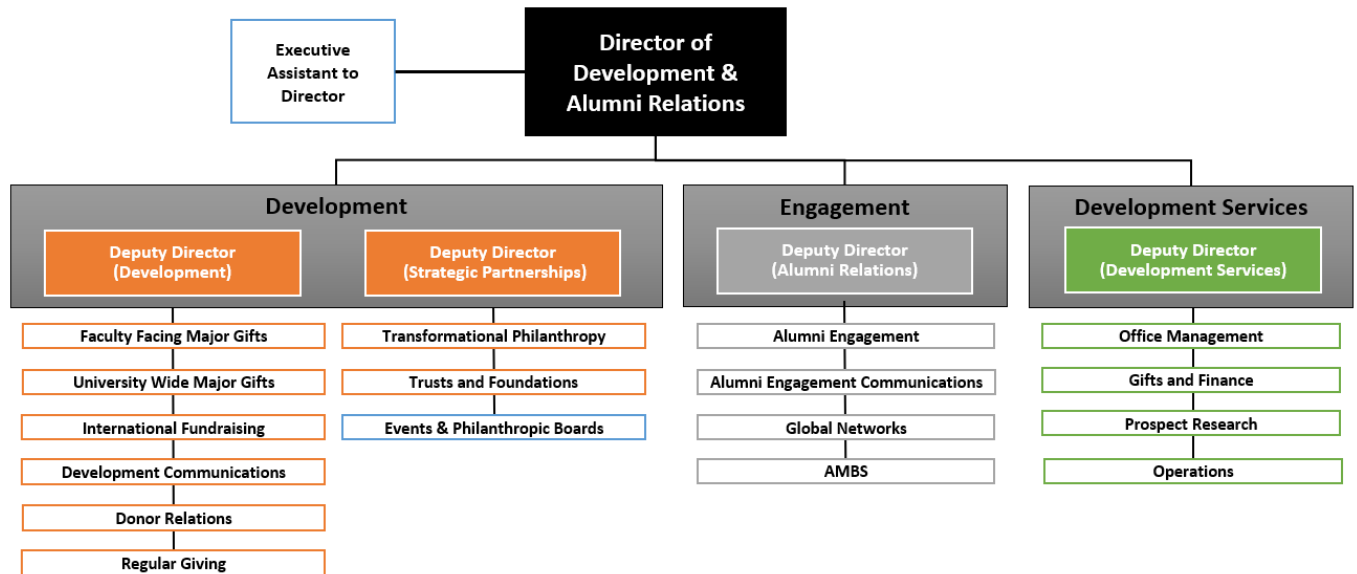 Executive
Assistant to
Director
Director of
Development &
Alumni Relations
Development
Deputy Director
(Development)
Deputy Director
(Strategic Partnerships)
Faculty Facing Major Gifts
University Wide Major Gifts
International Fundraising
Development Communications
Donor Relations
Regular Giving
Transformational Philanthropy
Trusts and Foundations
Events & Philanthropic Boards
Engagement
Deputy Director
(Alumni Relations)
Alumni Engagement
Alumni Engagement Communications
Global Networks
AMBS
Development Services
Deputy Director
(Development Services)
Office Management
Gifts and Finance
Prospect Research
Operations